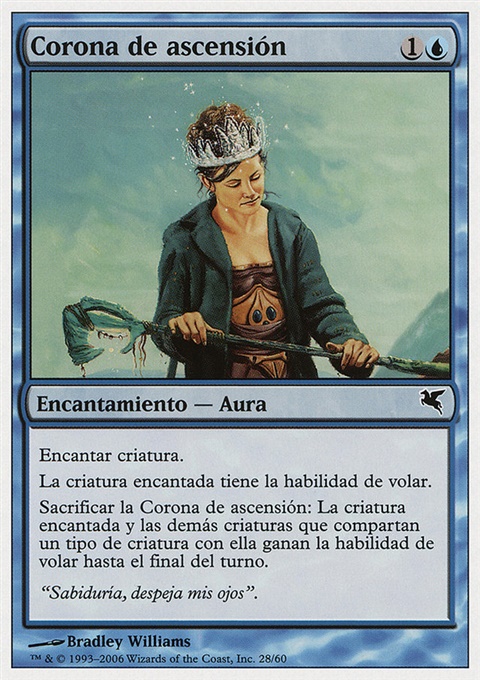 Corona de ascensión 1
Encantamiento — Aura
Encantar criatura.
La criatura encantada tiene la habilidad de volar.
Sacrificar la Corona de ascensión: La criatura
encantada y las demás criaturas que compartan
un tipo de criatura con ella ganan la habilidad de
volar hasta el final del turno.
“Sabiduría, despeja mis ojos”.
Bradley Williams
™ & © 1993–2006 Wizards of the Coast, Inc. 28/60